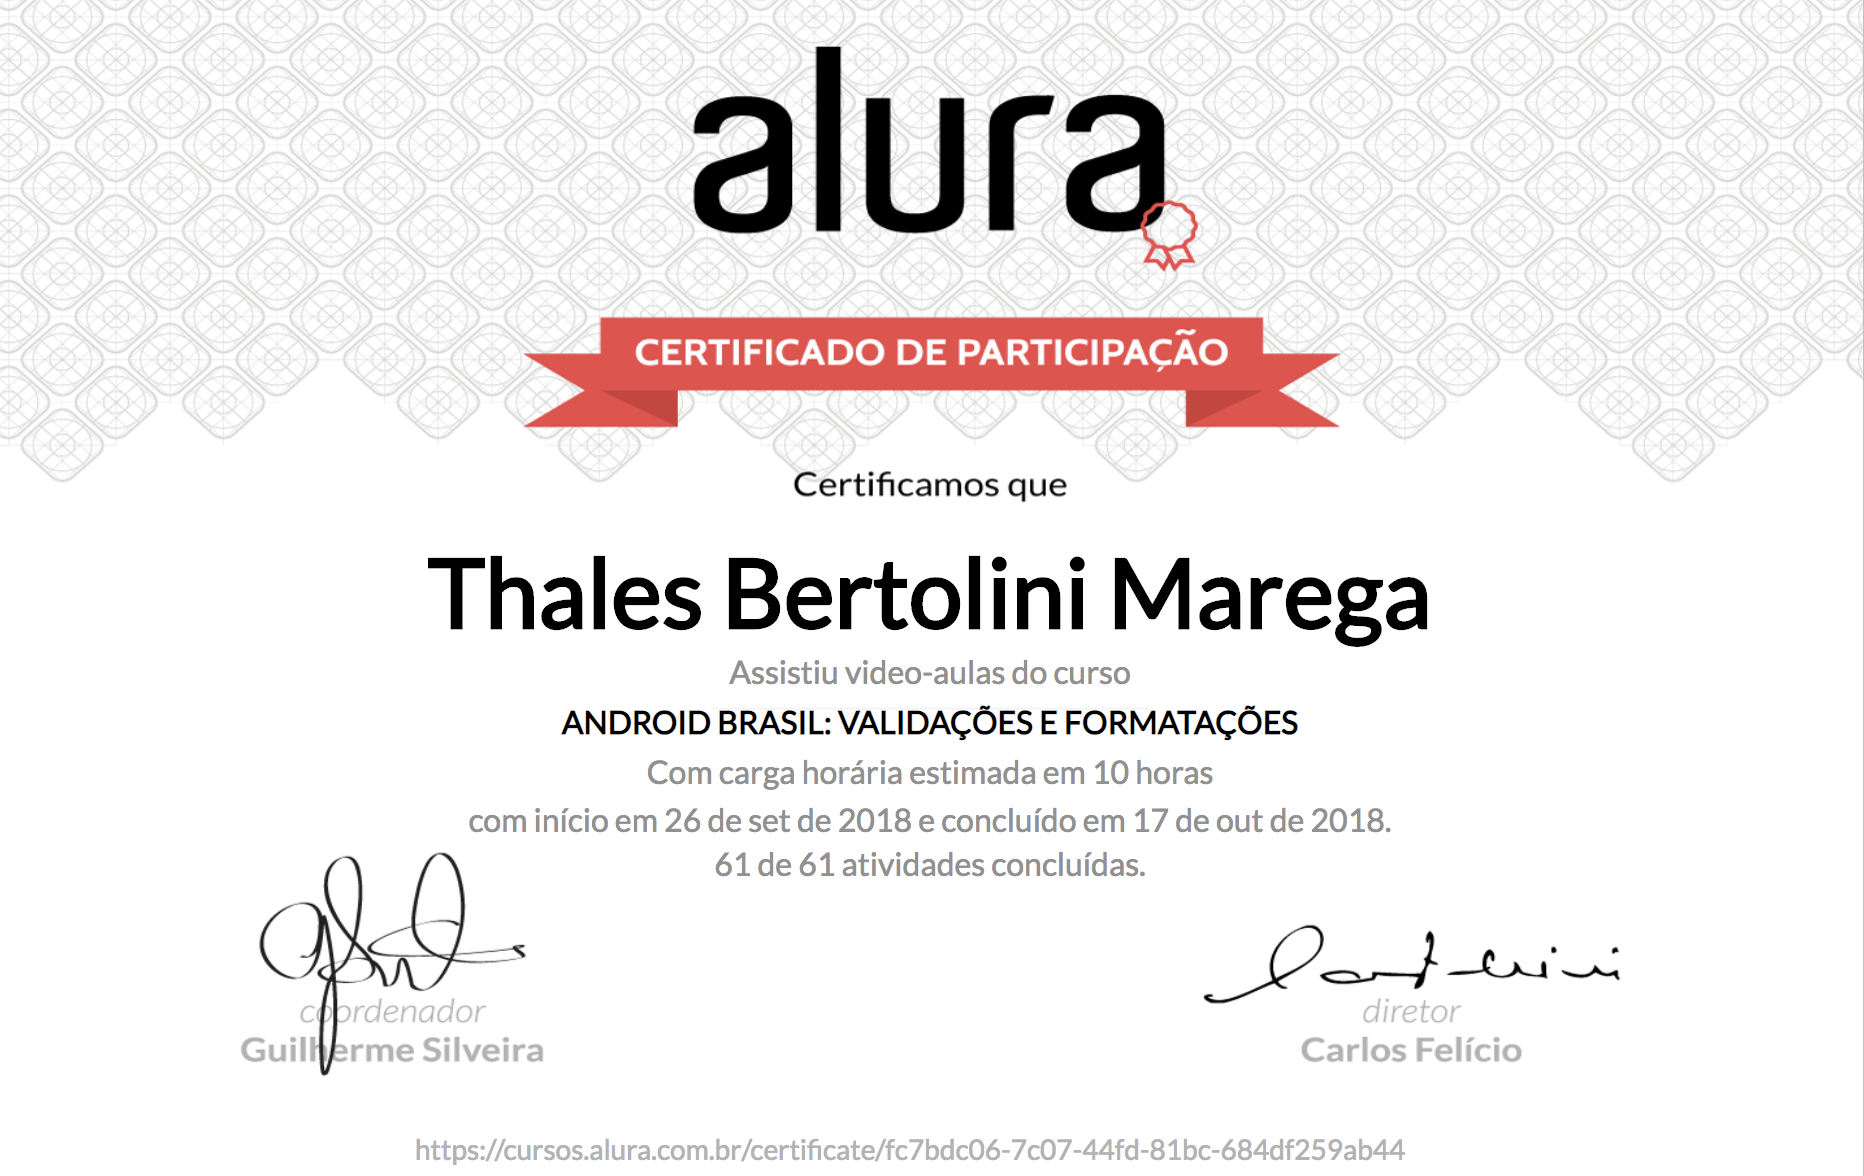 alura
CERTIFICADO DE PARTICIPAÇÃO
Certificamos que
Thales Bertolini Marega
Assistiu video-aulas do curso
ANDROID BRASIL: VALIDAÇÕES E FORMATAÇÕES
Com carga horária estimada em 10 horas
com início em 26 de set de 2018 e concluído em 17 de out de 2018.
61 de 61 atividades concluídas.
coordenador
Guilherme Silveira
diretor
Carlos Felício
https://cursos.alura.com.br/certificate/fc7bdc06-7c07-44fd-81bc-684df259ab44